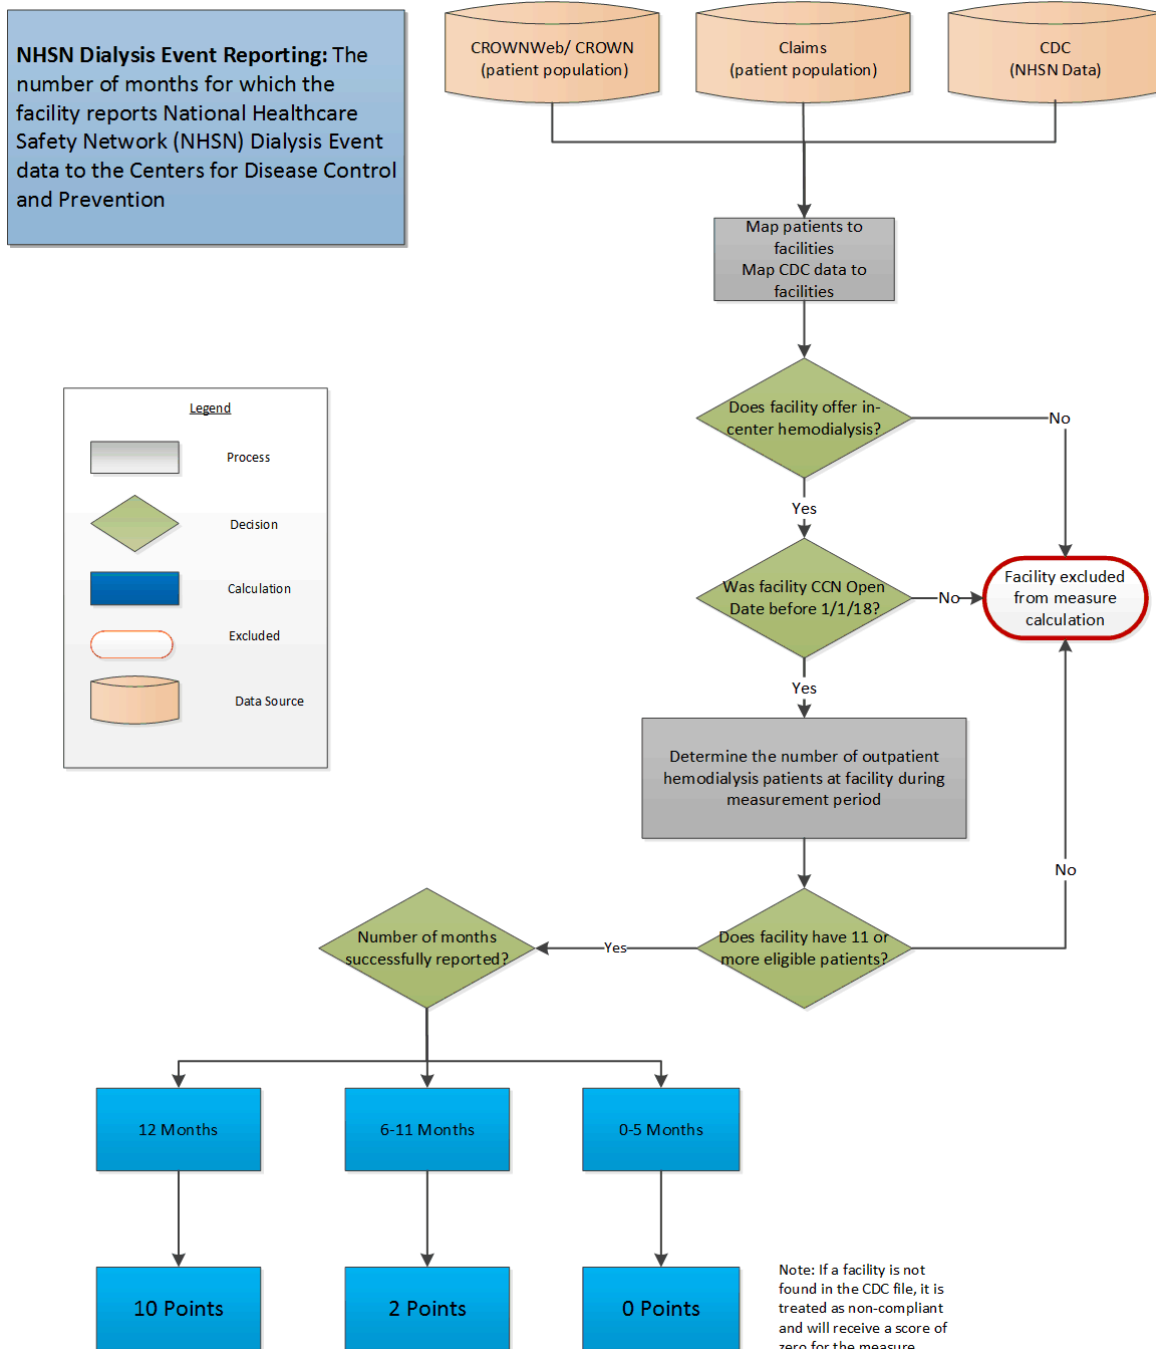 NHSN Dialysis Event Reporting: The
number of months for which the
facility reports National Healthcare
Safety Network (NHSN) Dialysis Event
data to the Centers for Disease Control
and Prevention
CROWNWeb/ CROWN
(patient population)
Claims
(patient population)
CDC
(NHSN Data)
Map patients to
facilities
Map CDC data to
facilities
Legend
Process
Decision
Calculation
Excluded
Data Source
Does facility offer in-
center hemodialysis?
No
Yes
Was facility CCN Open
Date before 1/1/18?
No
Facility excluded
from measure
calculation
Yes
Determine the number of outpatient
hemodialysis patients at facility during
measurement period
No
Does facility have 11 or
more eligible patients?
Yes
Number of months
successfully reported?
12 Months
6-11 Months
0-5 Months
10 Points
2 Points
0 Points
Note: If a facility is not
found in the CDC file, it is
treated as non-compliant
and will receive a score of
zero for the measure